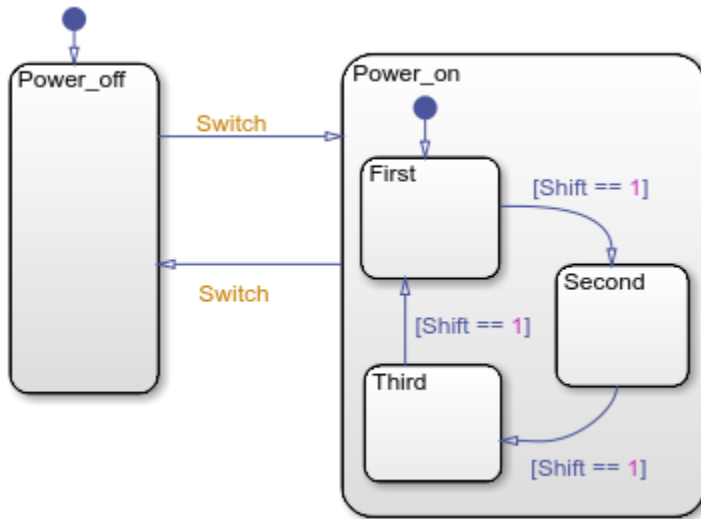 Power_off
Switch
Switch
Power_on
First
[Shift == 1]
Second
[Shift == 1]
Third
[Shift == 1]